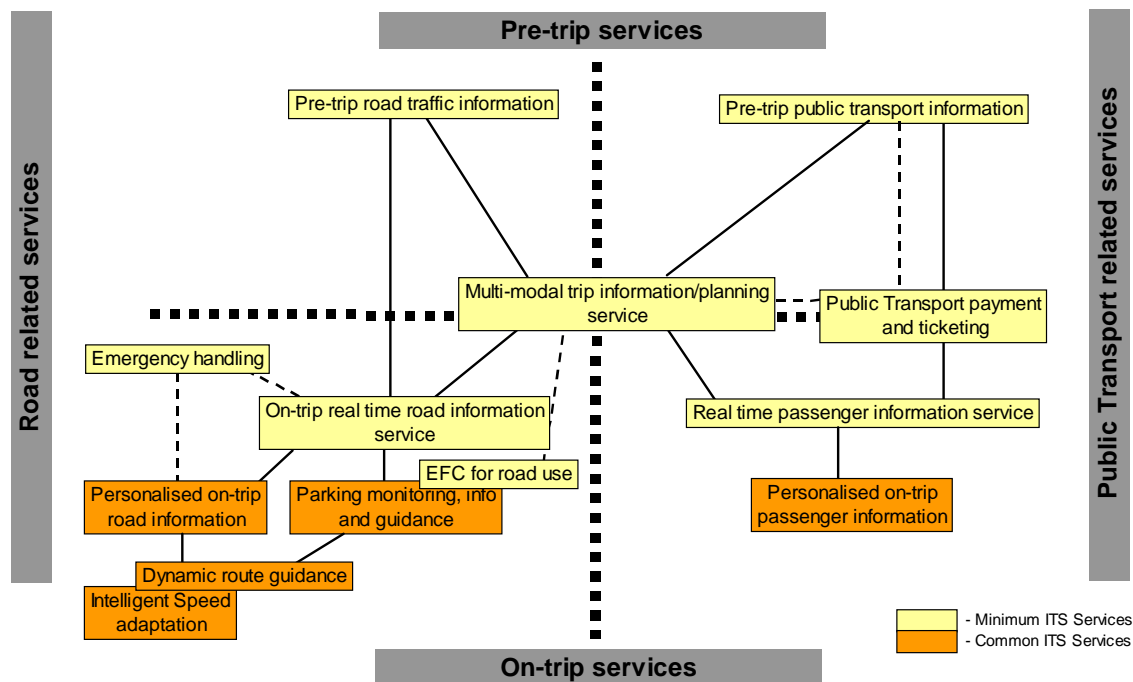 Pre-trip services
Road related services
Public Transport related services
Pre-trip road traffic information
Pre-trip public transport information
Multi-modal trip information/planning
service
Public Transport payment
and ticketing
Emergency handling
On-trip real time road information
service
Real time passenger information service
EFC for road use
Personalised on-trip
road information
Parking monitoring, info
and guidance
Personalised on-trip
passenger information
Dynamic route guidance
Intelligent Speed
adaptation
- Minimum ITS Services
- Common ITS Services
On-trip services